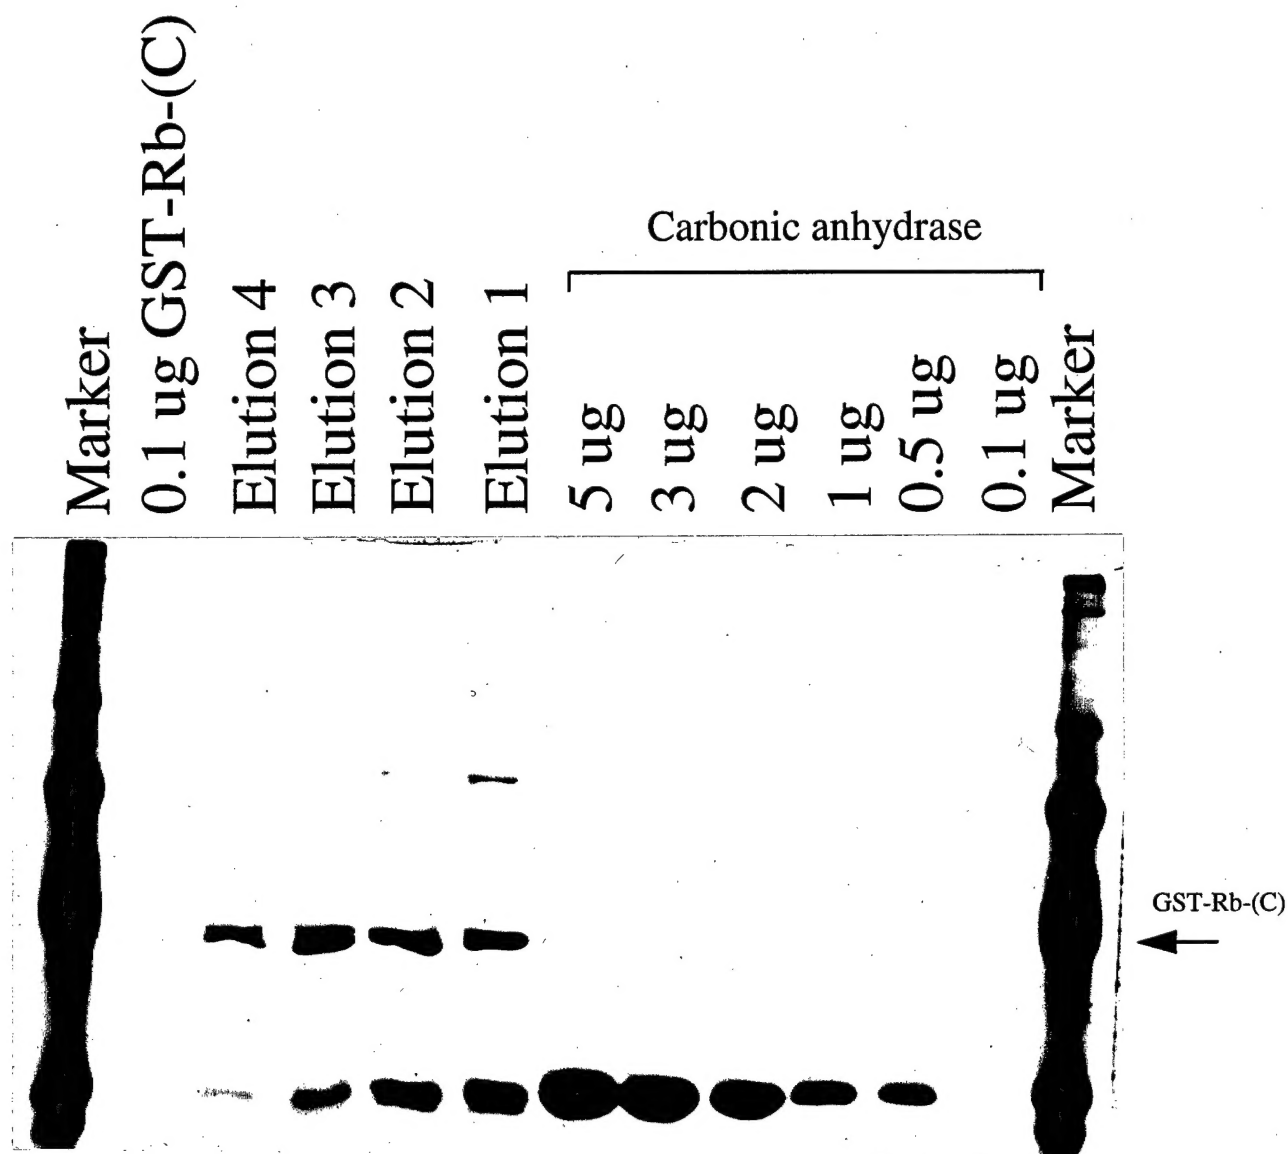 Carbonic anhydrase
Marker
0.1 ug GST-Rb-(C)
Elution 4
Elution 3
Elution 2
Elution 1
5 ug
3 ug
2 ug
1 ug
0.5 ug
0.1 ug
Marker
GST-Rb-(C)